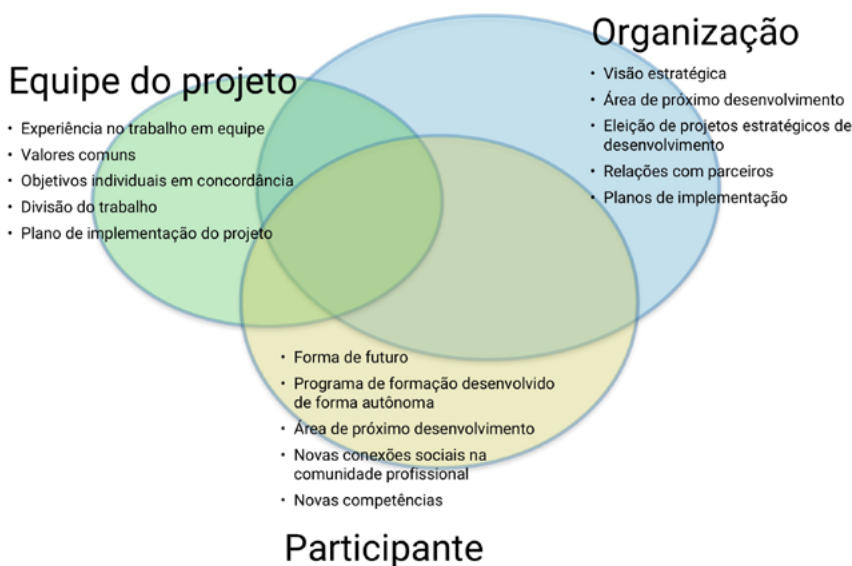 Equipe do projeto
• Experiência no trabalho em equipe
• Valores comuns
• Objetivos individuais em concordância
• Divisão do trabalho
• Plano de implementação do projeto
Organização
• Visão estratégica
• Área de próximo desenvolvimento
• Eleição de projetos estratégicos de
desenvolvimento
• Relações com parceiros
• Planos de implementação
• Forma de futuro
• Programa de formação desenvolvido
de forma autônoma
• Área de próximo desenvolvimento
• Novas conexões sociais na
comunidade profissional
• Novas competências
Participante